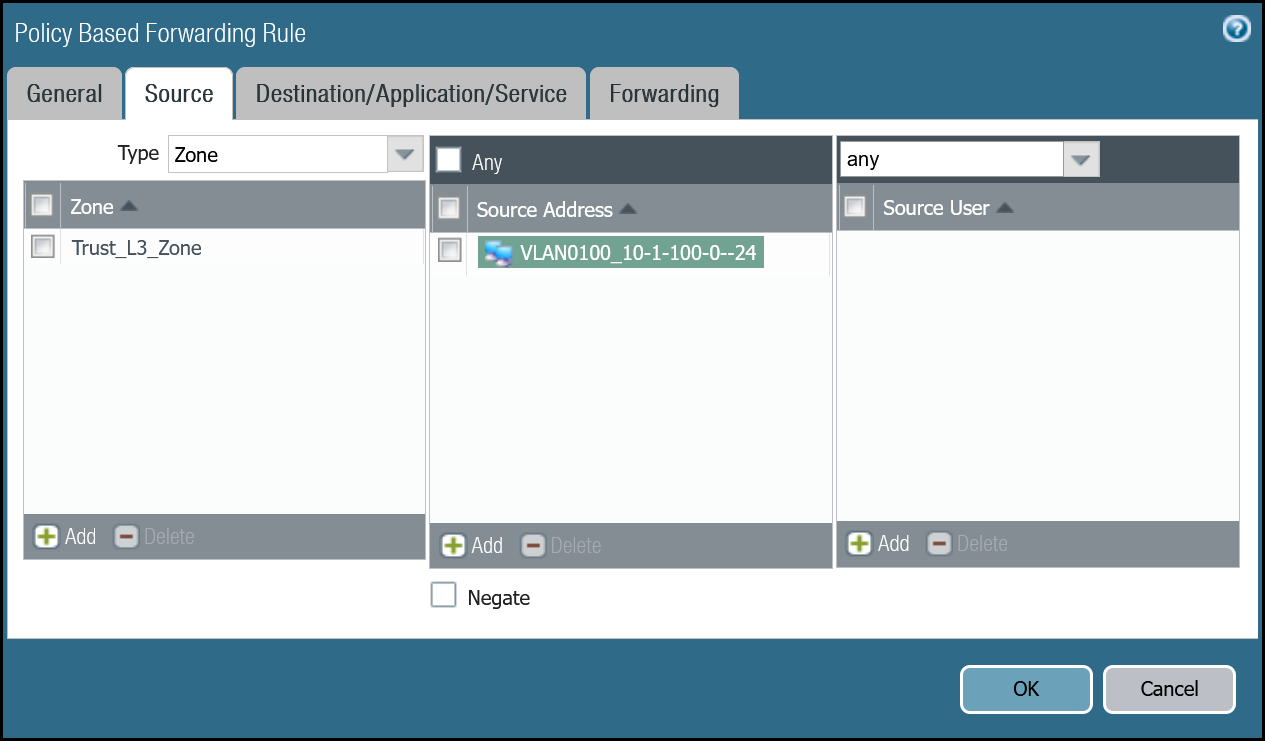 Policy Based Forwarding Rule
?
General Source Destination/Application/Service Forwarding
Type Zone
Any
any
Zone
Source Address
Source User
Trust_L3_Zone
VLAN0100_10-1-100-0--24
Add Delete
Add Delete
Add Delete
Negate
OK Cancel